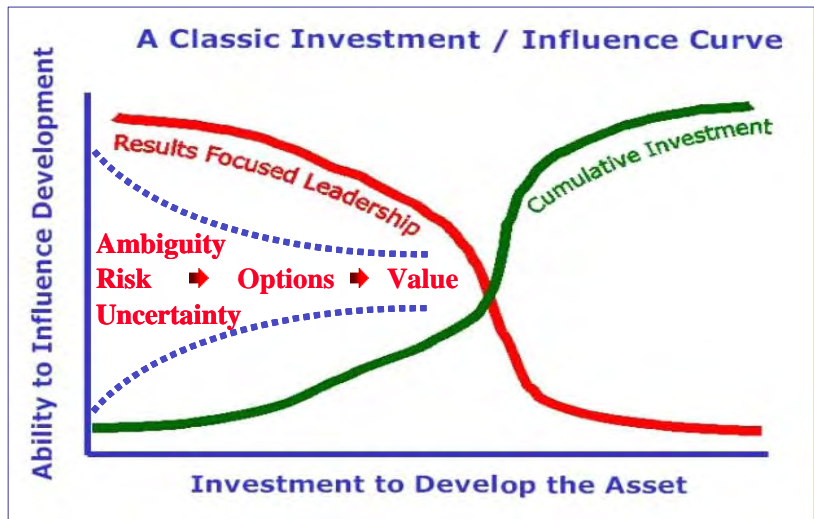 A Classic Investment / Influence Curve
Ability to Influence Development
Results Focused Leadership
Cumulative Investment
Ambiguity
Risk Options Value
Uncertainty
Investment to Develop the Asset